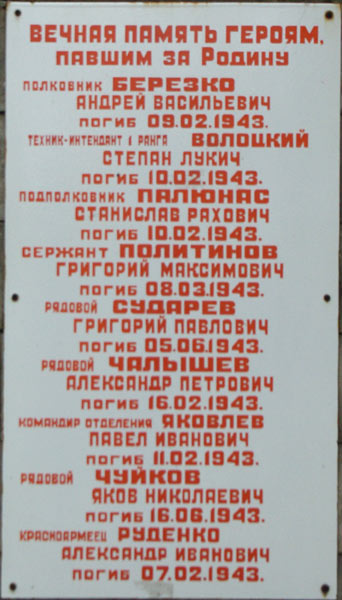 ВЕЧНАЯ ПАМЯТЬ ГЕРОЯМ,
ПАВШИМ ЗА РОДИНУ
ПОЛКОВНИК БЕРЕЗКО
АНДРЕЙ ВАСИЛЬЕВИЧ
ПОГИБ 09.02.1943.
ТЕХНИК-ИНТЕНДАНТ 1 РАНГА ВОЛОЦКИЙ
СТЕПАН ЛУКИЧ
ПОГИБ 10.02.1943.
ПОДПОЛКОВНИК ПАЛЮНАС
СТАНИСЛАВ РАХОВИЧ
ПОГИБ 10.02.1943.
СЕРЖАНТ ПОЛИТИНОВ
ГРИГОРИЙ МАКСИМОВИЧ
ПОГИБ 08.03.1943.
РЯДОВОЙ СУДАРЕВ
ГРИГОРИЙ ПАВЛОВИЧ
ПОГИБ 05.06.1943.
РЯДОВОЙ ЧАЛЫШЕВ
АЛЕКСАНДР ПЕТРОВИЧ
ПОГИБ 16.02.1943.
КОМАНДИР ОТДЕЛЕНИЯ ЯКОВЛЕВ
ПАВЕЛ ИВАНОВИЧ
ПОГИБ 11.02.1943.
РЯДОВОЙ ЧУЙКОВ
ЯКОВ НИКОЛАЕВИЧ
ПОГИБ 16.06.1943.
КРАСНОАРМЕЕЦ РУДЕНКО
АЛЕКСАНДР ИВАНОВИЧ
ПОГИБ 07.02.1943.